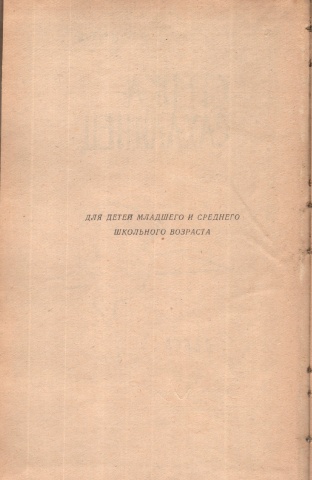 ДЛЯ ДЕТЕЙ МЛАДШЕГО И СРЕДНЕГО
ШКОЛЬНОГО ВОЗРАСТА